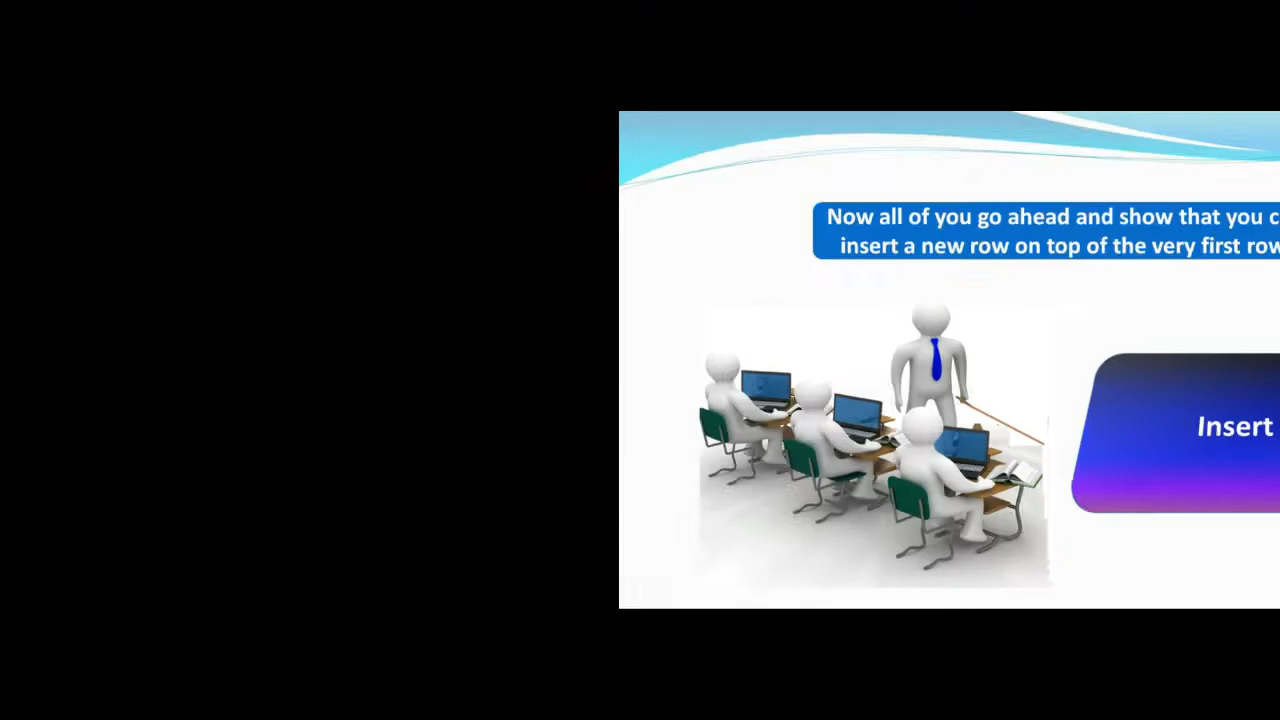 Now all of you go ahead and show that you c
insert a new row on top of the very first row
Insert